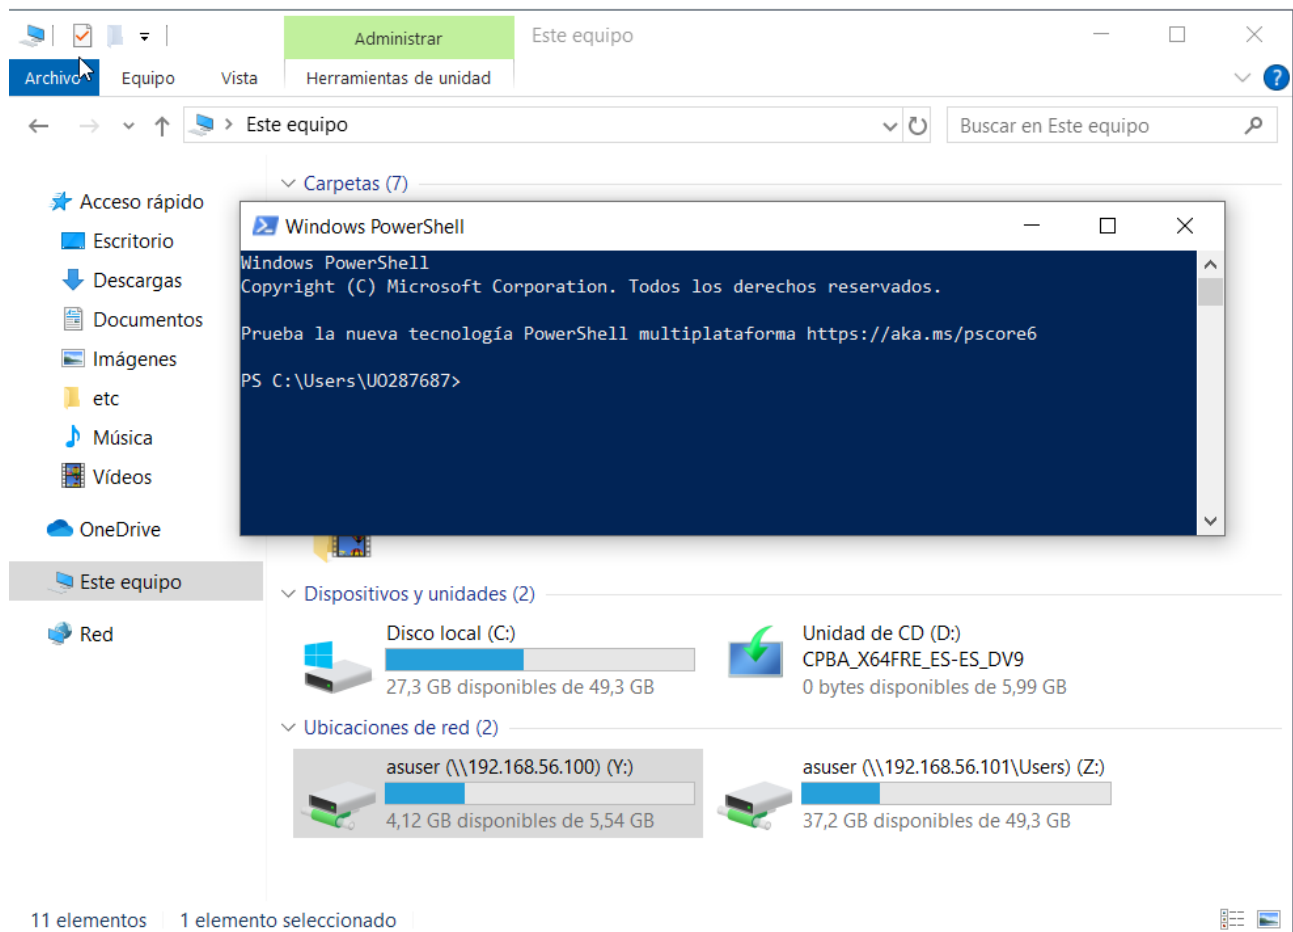 Administrar
Este equipo
Archivo
Equipo
Vista
Herramientas de unidad
?
Este equipo
Buscar en Este equipo
Carpetas (7)
Acceso rápido
Escritorio
Descargas
Documentos
Imágenes
etc
Música
Vídeos
OneDrive
Este equipo
Red
Windows PowerShell
Windows PowerShell
Copyright (C) Microsoft Corporation. Todos los derechos reservados.
Prueba la nueva tecnología PowerShell multiplataforma https://aka.ms/pscore6
PS C:\Users\UO287687>
Dispositivos y unidades (2)
Disco local (C:)
27,3 GB disponibles de 49,3 GB
Unidad de CD (D:)
CPBA_X64FRE_ES-ES_DV9
0 bytes disponibles de 5,99 GB
Ubicaciones de red (2)
asuser (\\192.168.56.100) (Y:)
4,12 GB disponibles de 5,54 GB
asuser (\\192.168.56.101\Users) (Z:)
37,2 GB disponibles de 49,3 GB
11 elementos
1 elemento seleccionado